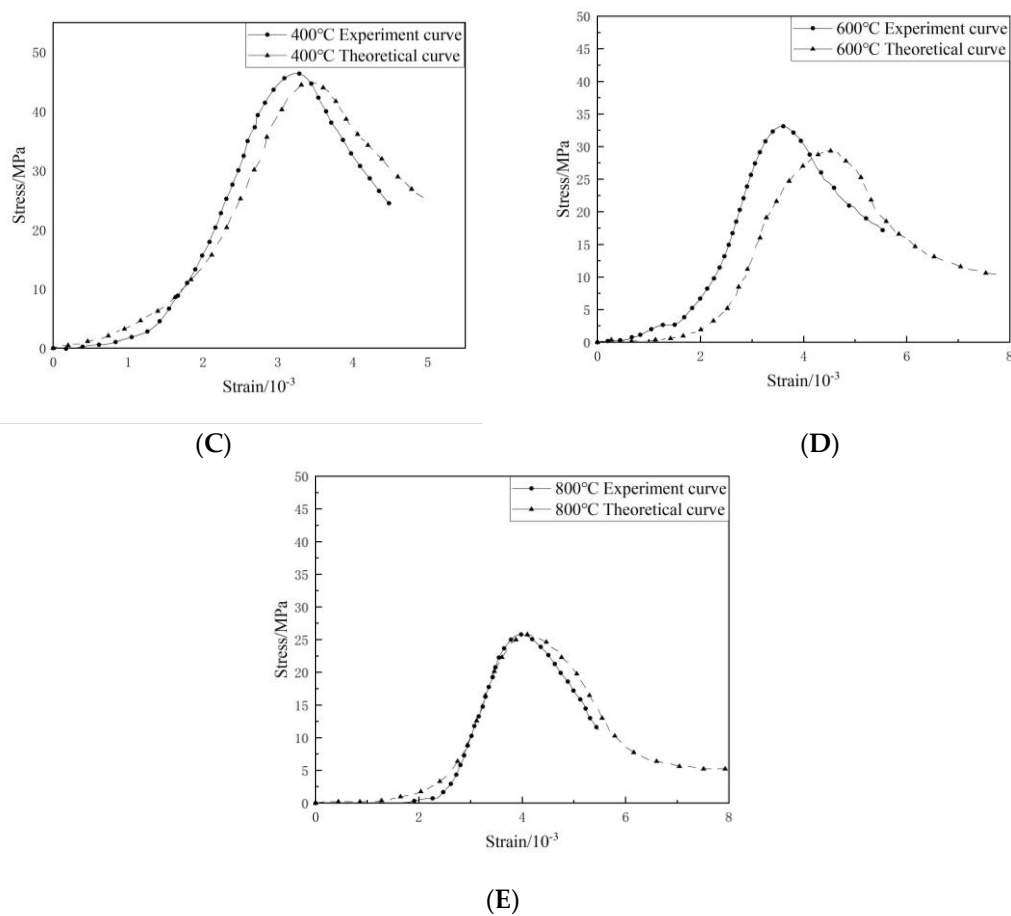 400°C Experiment curve
400°C Theoretical curve
50
40
30
20
10
0
Stress/MPa
0 1 2 3 4 5
Strain/10-3
(C)
600°C Experiment curve
600°C Theoretical curve
50
45
40
35
30
25
20
15
10
5
0
Stress/MPa
0 2 4 6 8
Strain/10-3
(D)
800°C Experiment curve
800°C Theoretical curve
50
45
40
35
30
25
20
15
10
5
0
Stress/MPa
0 2 4 6 8
Strain/10-3
(E)